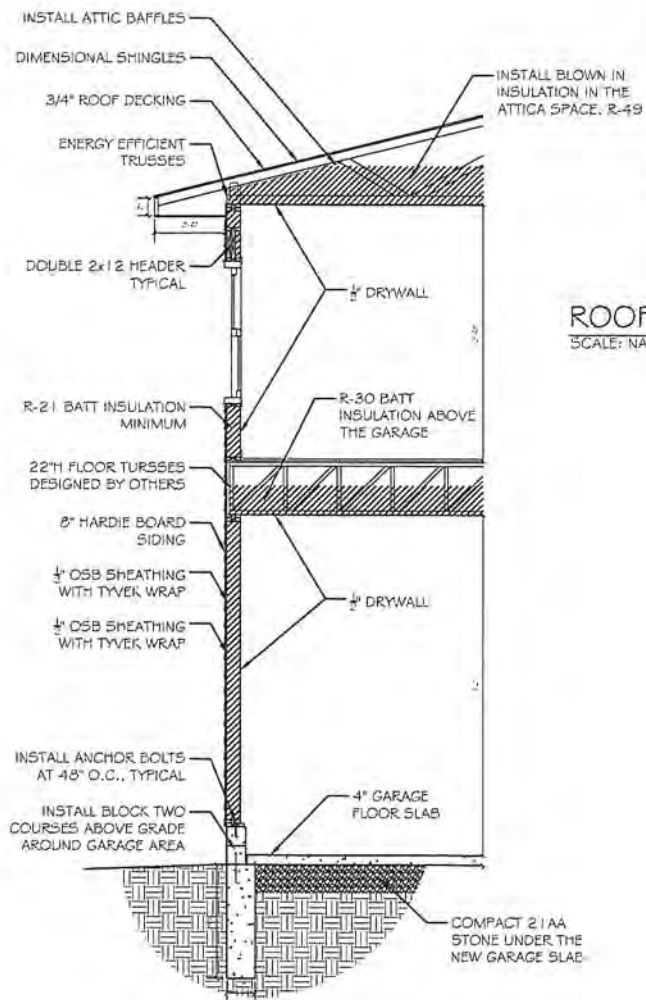 INSTALL ATTIC BAFFLES
DIMENSIONAL SHINGLES
3/4" ROOF DECKING
ENERGY EFFICIENT
TRUSSES
INSTALL BLOWN IN
INSULATION IN THE
ATTICA SPACE. R-49
2'-0"
DOUBLE 2x12 HEADER
TYPICAL
1/2" DRYWALL
ROOF
SCALE: NA
R-21 BATT INSULATION
MINIMUM
R-30 BATT
INSULATION ABOVE
THE GARAGE
22"H FLOOR TURSSES
DESIGNED BY OTHERS
8" HARDIE BOARD
SIDING
1/2" OSB SHEATHING
WITH TYVEK WRAP
1/2" OSB SHEATHING
WITH TYVEK WRAP
1/2" DRYWALL
INSTALL ANCHOR BOLTS
AT 48" O.C., TYPICAL
INSTALL BLOCK TWO
COURSES ABOVE GRADE
AROUND GARAGE AREA
4" GARAGE
FLOOR SLAB
COMPACT 21AA
STONE UNDER THE
NEW GARAGE SLAB